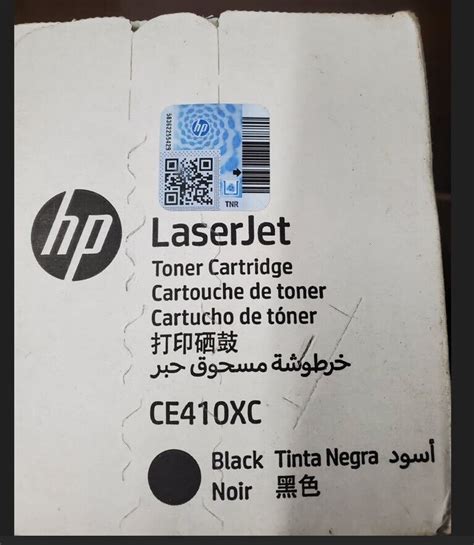 hp
TNR
hp
LaserJet
Toner Cartridge
Cartouche de toner
Cartucho de tóner
打印硒鼓
خرطوشة مسحوق حبر
CE410XC
Black Tinta Negra أسود
Noir 黑色